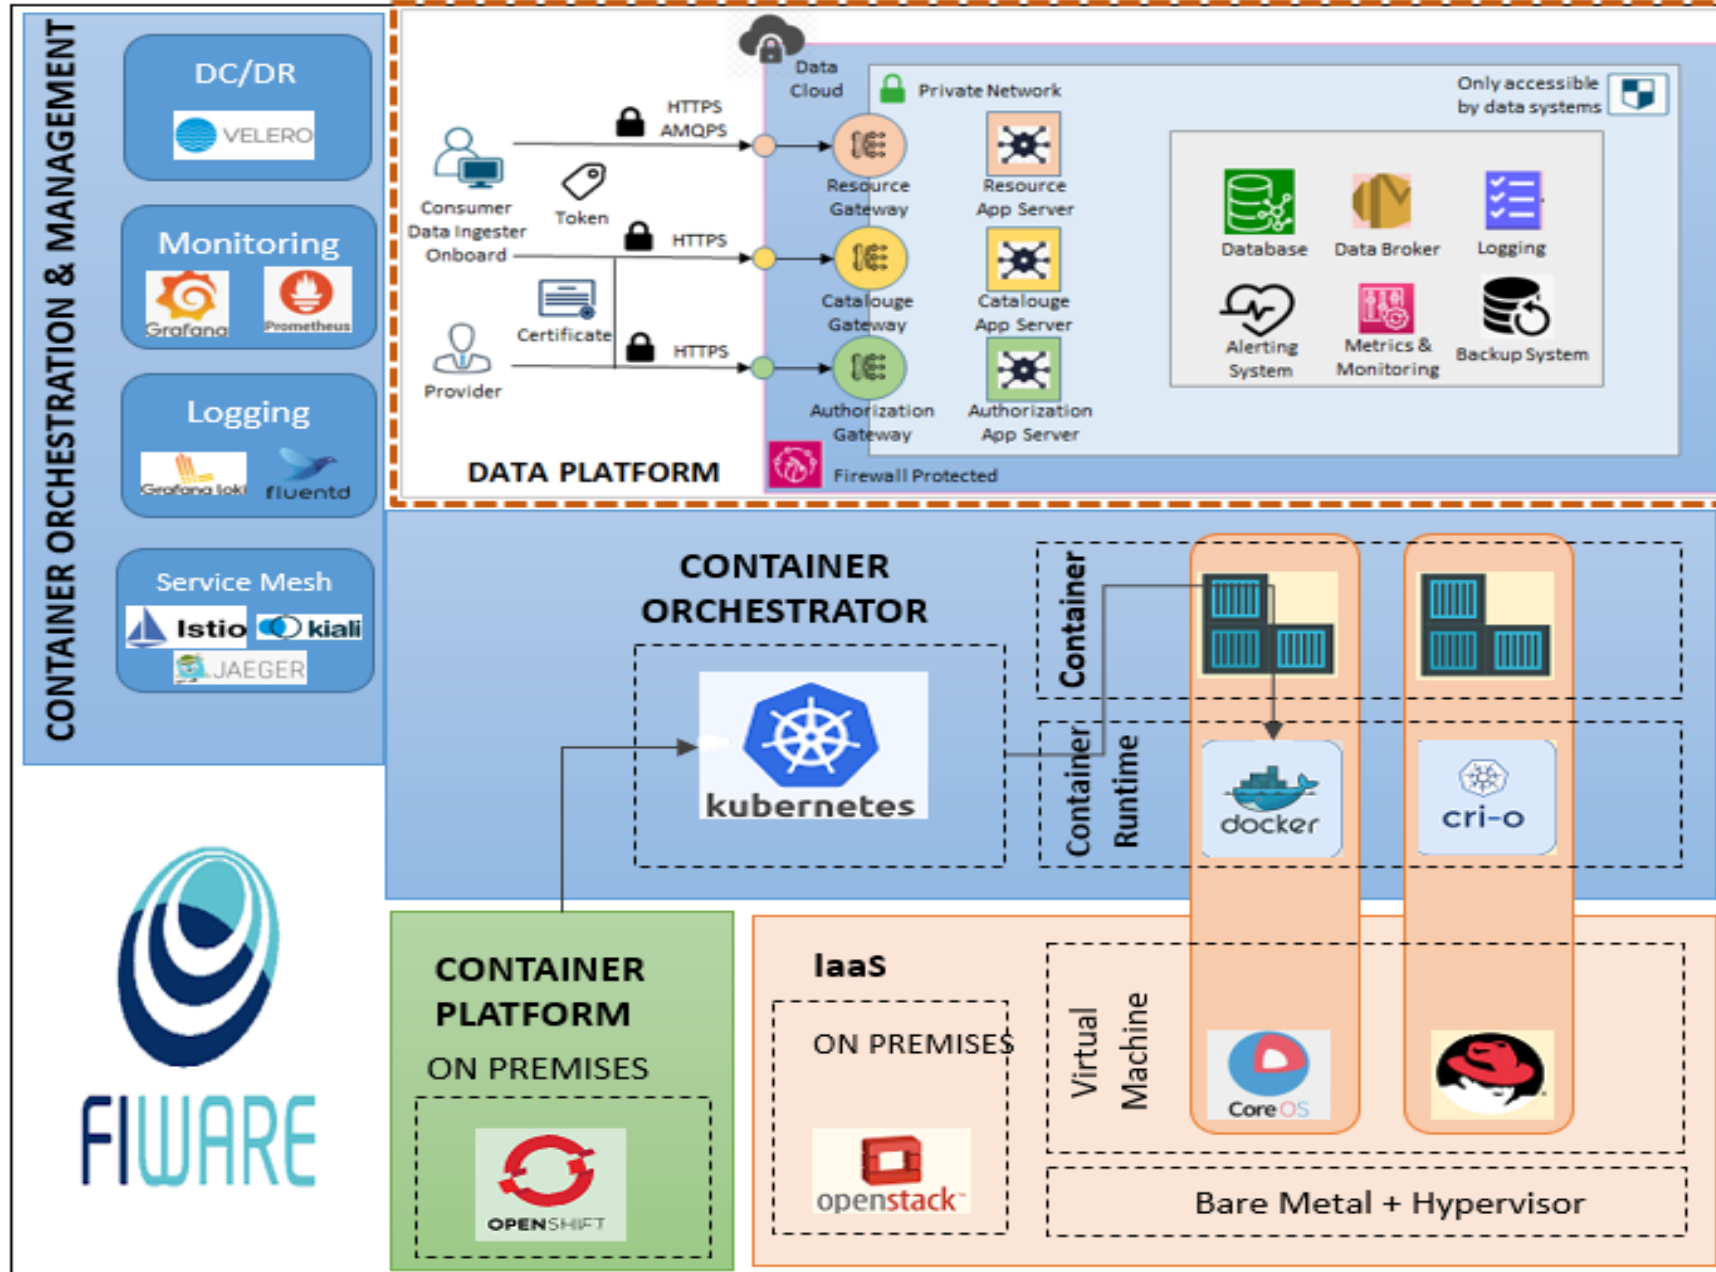 CONTAINER ORCHESTRATION & MANAGEMENT
DC/DR
VELERO
Monitoring
Grafana
Prometheus
Logging
Grafana loki
fluentd
Service Mesh
Istio
kiali
JAEGER
FIWARE
Data
Cloud
Private Network
Only accessible
by data systems
HTTPS
AMQPS
Consumer
Data Ingester
Onboard
Token
HTTPS
Certificate
HTTPS
Provider
Resource
Gateway
Resource
App Server
Catalouge
Gateway
Catalouge
App Server
Authorization
Gateway
Authorization
App Server
Database
Data Broker
Logging
Alerting
System
Metrics &
Monitoring
Backup System
DATA PLATFORM
Firewall Protected
CONTAINER
ORCHESTRATOR
kubernetes
Container
Container
Runtime
docker
cri-o
CONTAINER
PLATFORM
ON PREMISES
OPENSHIFT
IaaS
ON PREMISES
openstack
Virtual
Machine
CoreOS
Bare Metal + Hypervisor